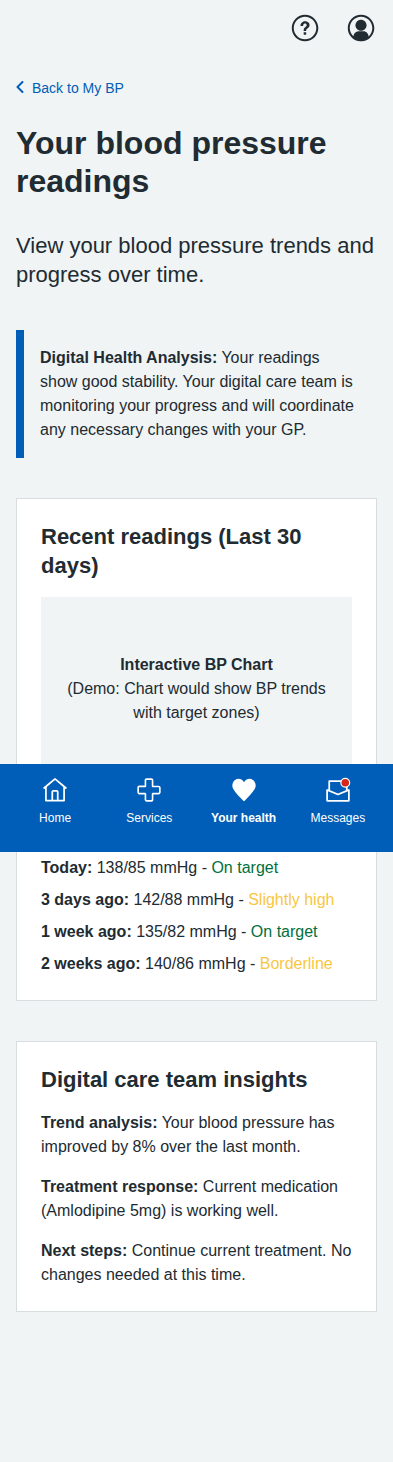 Back to My BP
Your blood pressure
readings
View your blood pressure trends and
progress over time.
Digital Health Analysis: Your readings
show good stability. Your digital care team is
monitoring your progress and will coordinate
any necessary changes with your GP.
Recent readings (Last 30
days)
Interactive BP Chart
(Demo: Chart would show BP trends
with target zones)
Home
Services
Your health
Messages
Today: 138/85 mmHg - On target
3 days ago: 142/88 mmHg - Slightly high
1 week ago: 135/82 mmHg - On target
2 weeks ago: 140/86 mmHg - Borderline
Digital care team insights
Trend analysis: Your blood pressure has
improved by 8% over the last month.
Treatment response: Current medication
(Amlodipine 5mg) is working well.
Next steps: Continue current treatment. No
changes needed at this time.